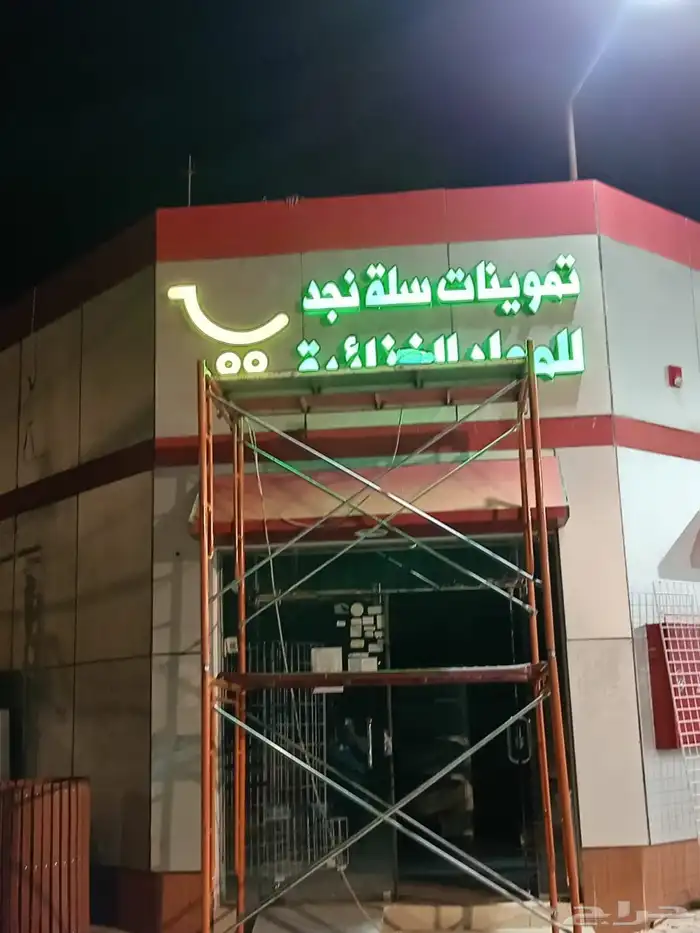 تموينات سلة نجد
للمواد الغذائية
حراج